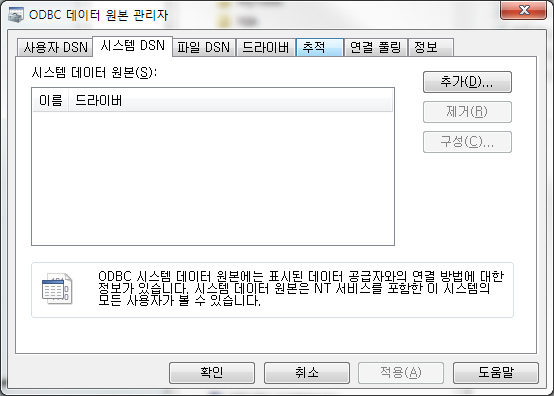 ODBC 데이터 원본 관리자
사용자 DSN 시스템 DSN 파일 DSN 드라이버 추적 연결 풀링 정보
시스템 데이터 원본(S):
이름 드라이버
추가(D)...
제거(R)
구성(C)...
ODBC 시스템 데이터 원본에는 표시된 데이터 공급자와의 연결 방법에 대한
정보가 있습니다. 시스템 데이터 원본은 NT 서비스를 포함한 이 시스템의
모든 사용자가 볼 수 있습니다.
확인 취소 적용(A) 도움말